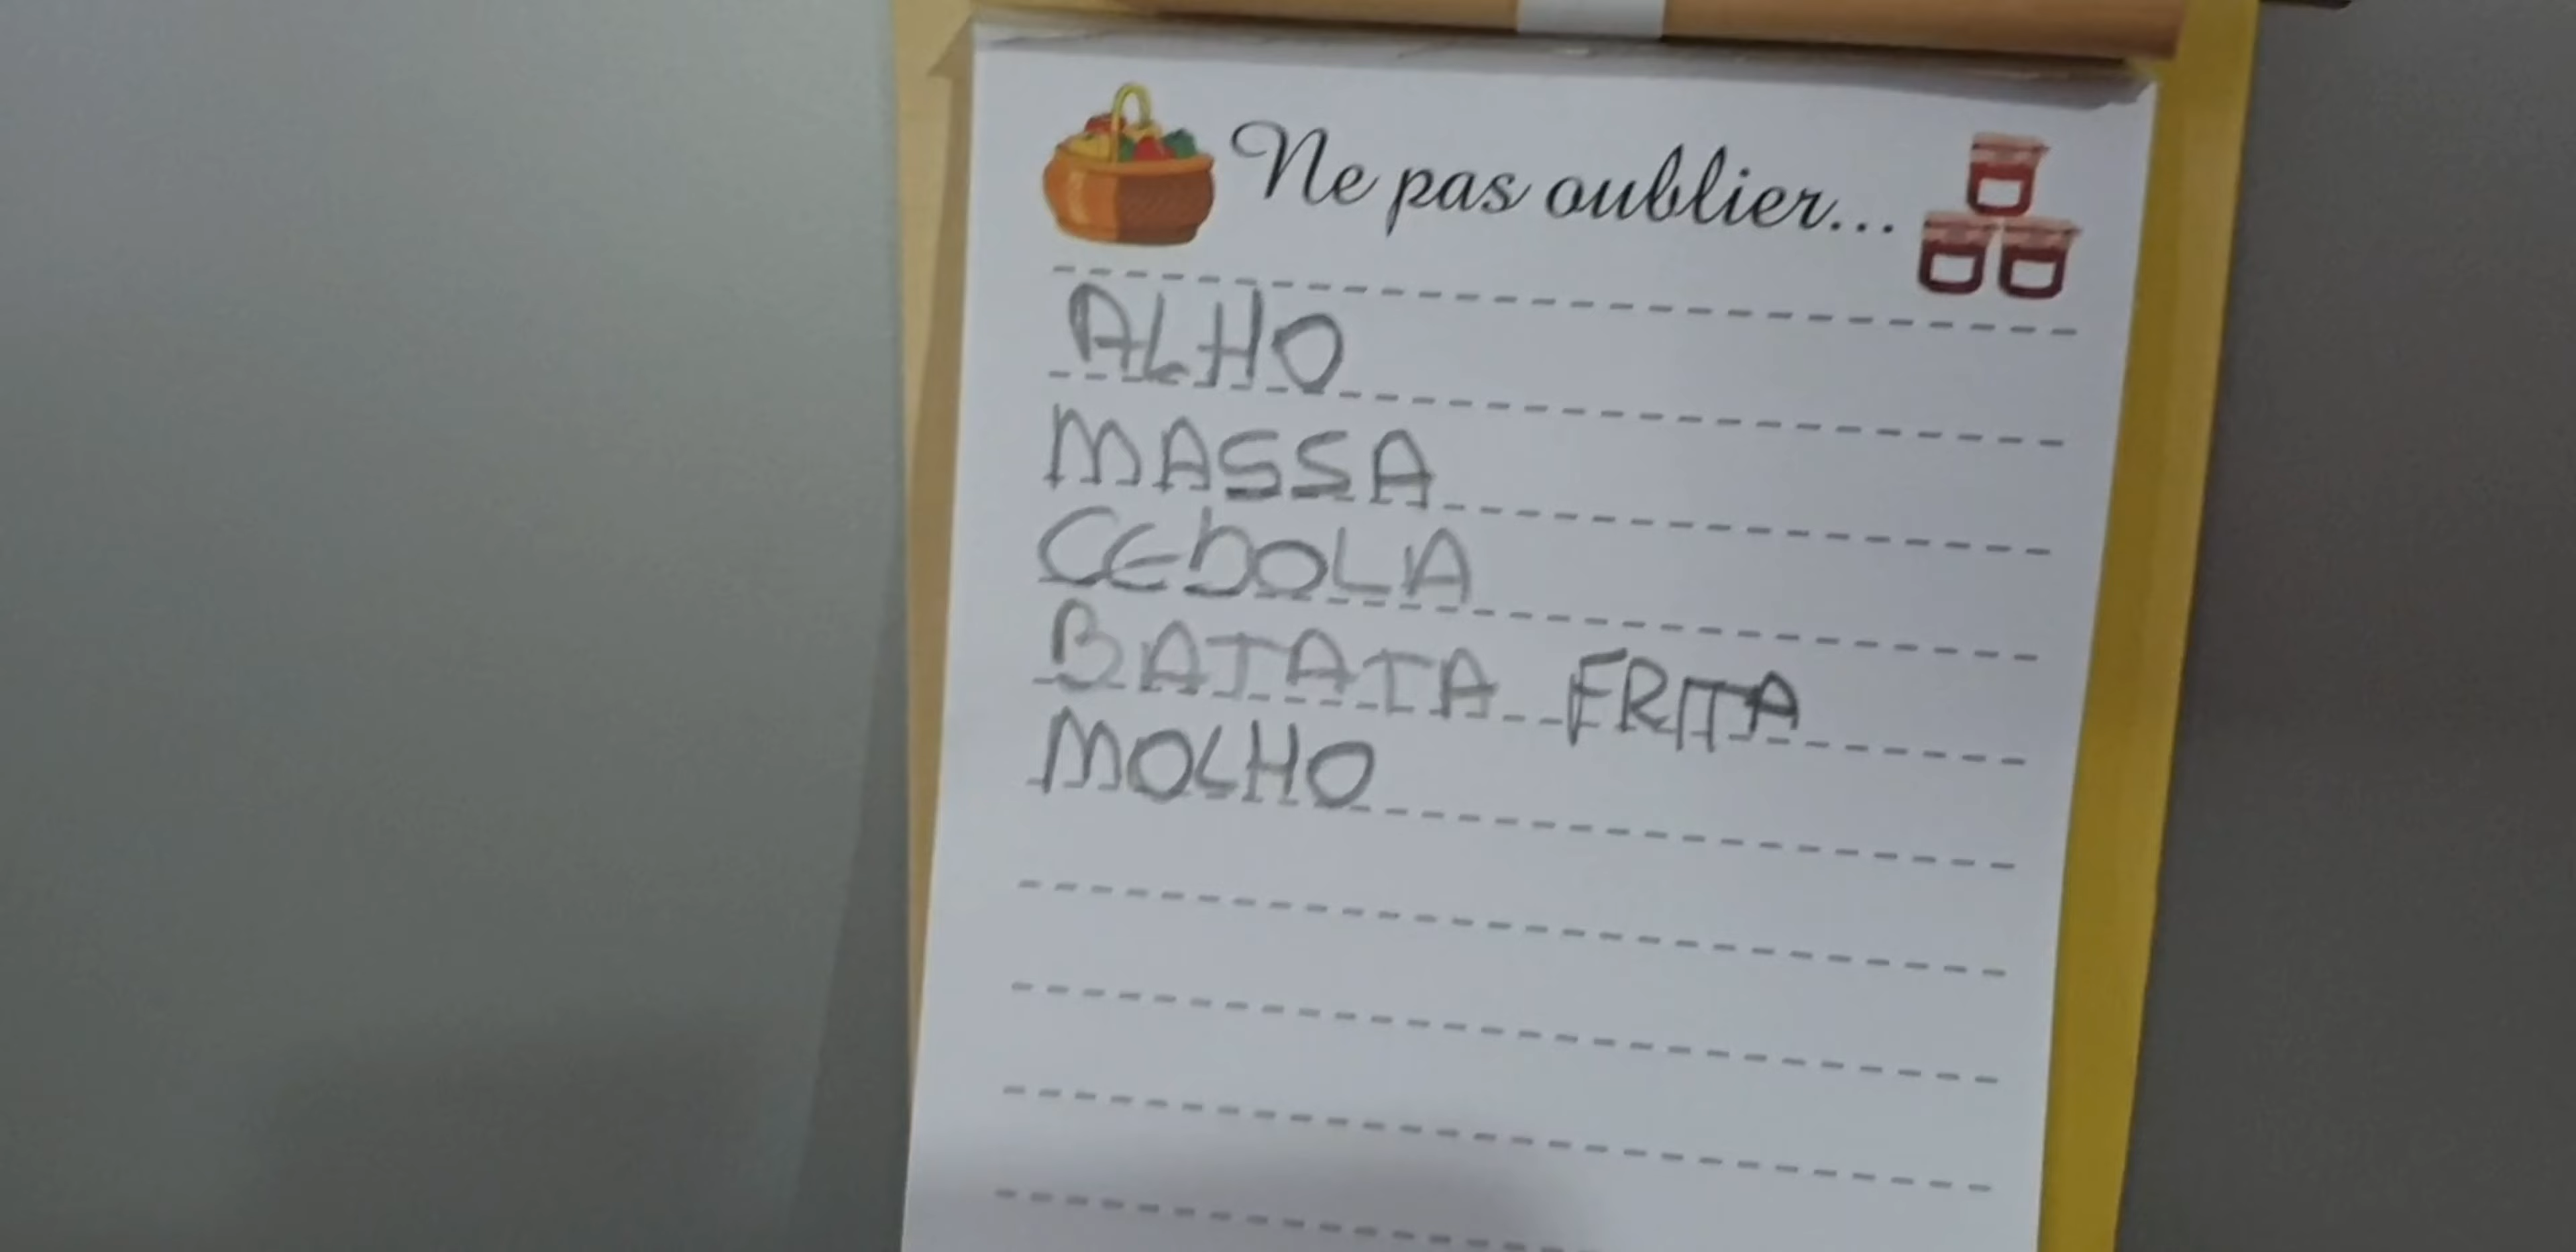 Ne pas oublier...
ALHO
MASSA
CEbOLA
BATATA FRITA
MOLHO